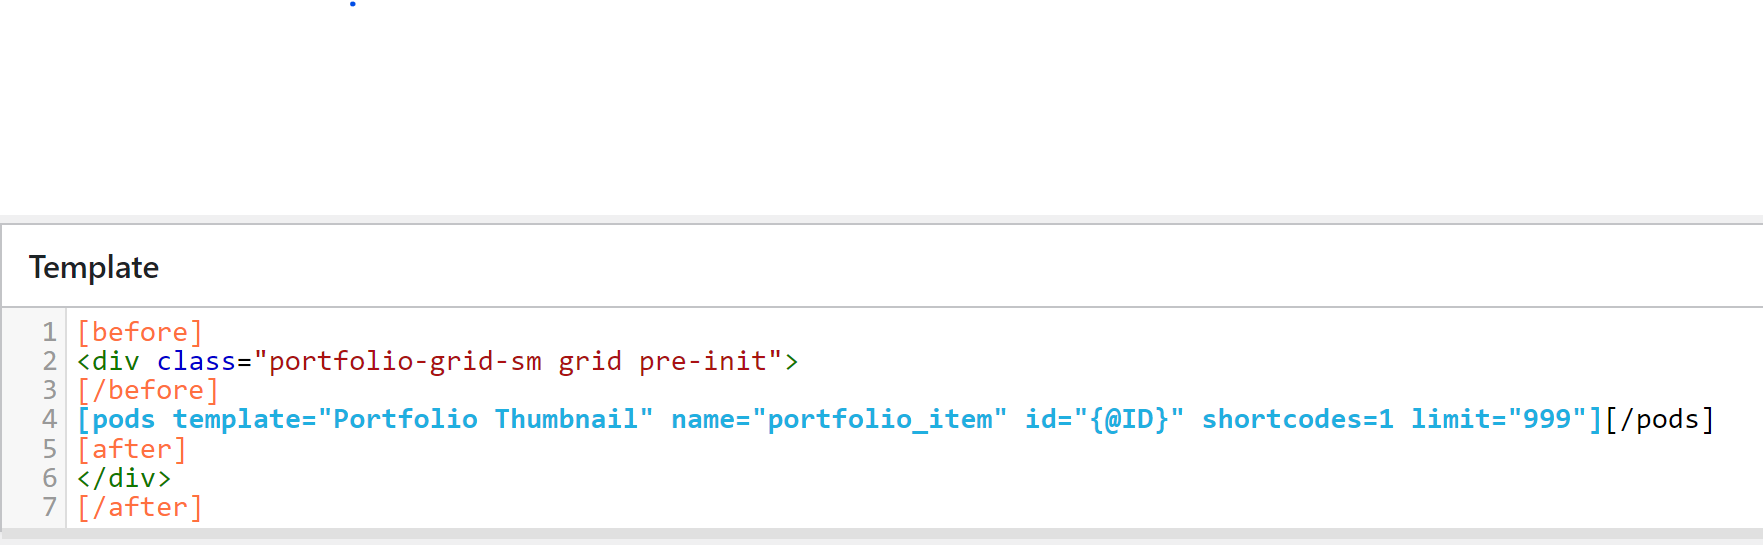 Template
1 [before]
2 <div class="portfolio-grid-sm grid pre-init">
3 [/before]
4 [pods template="Portfolio Thumbnail" name="portfolio_item" id="{@ID}" shortcodes=1 limit="999"][/pods]
5 [after]
6 </div>
7 [/after]